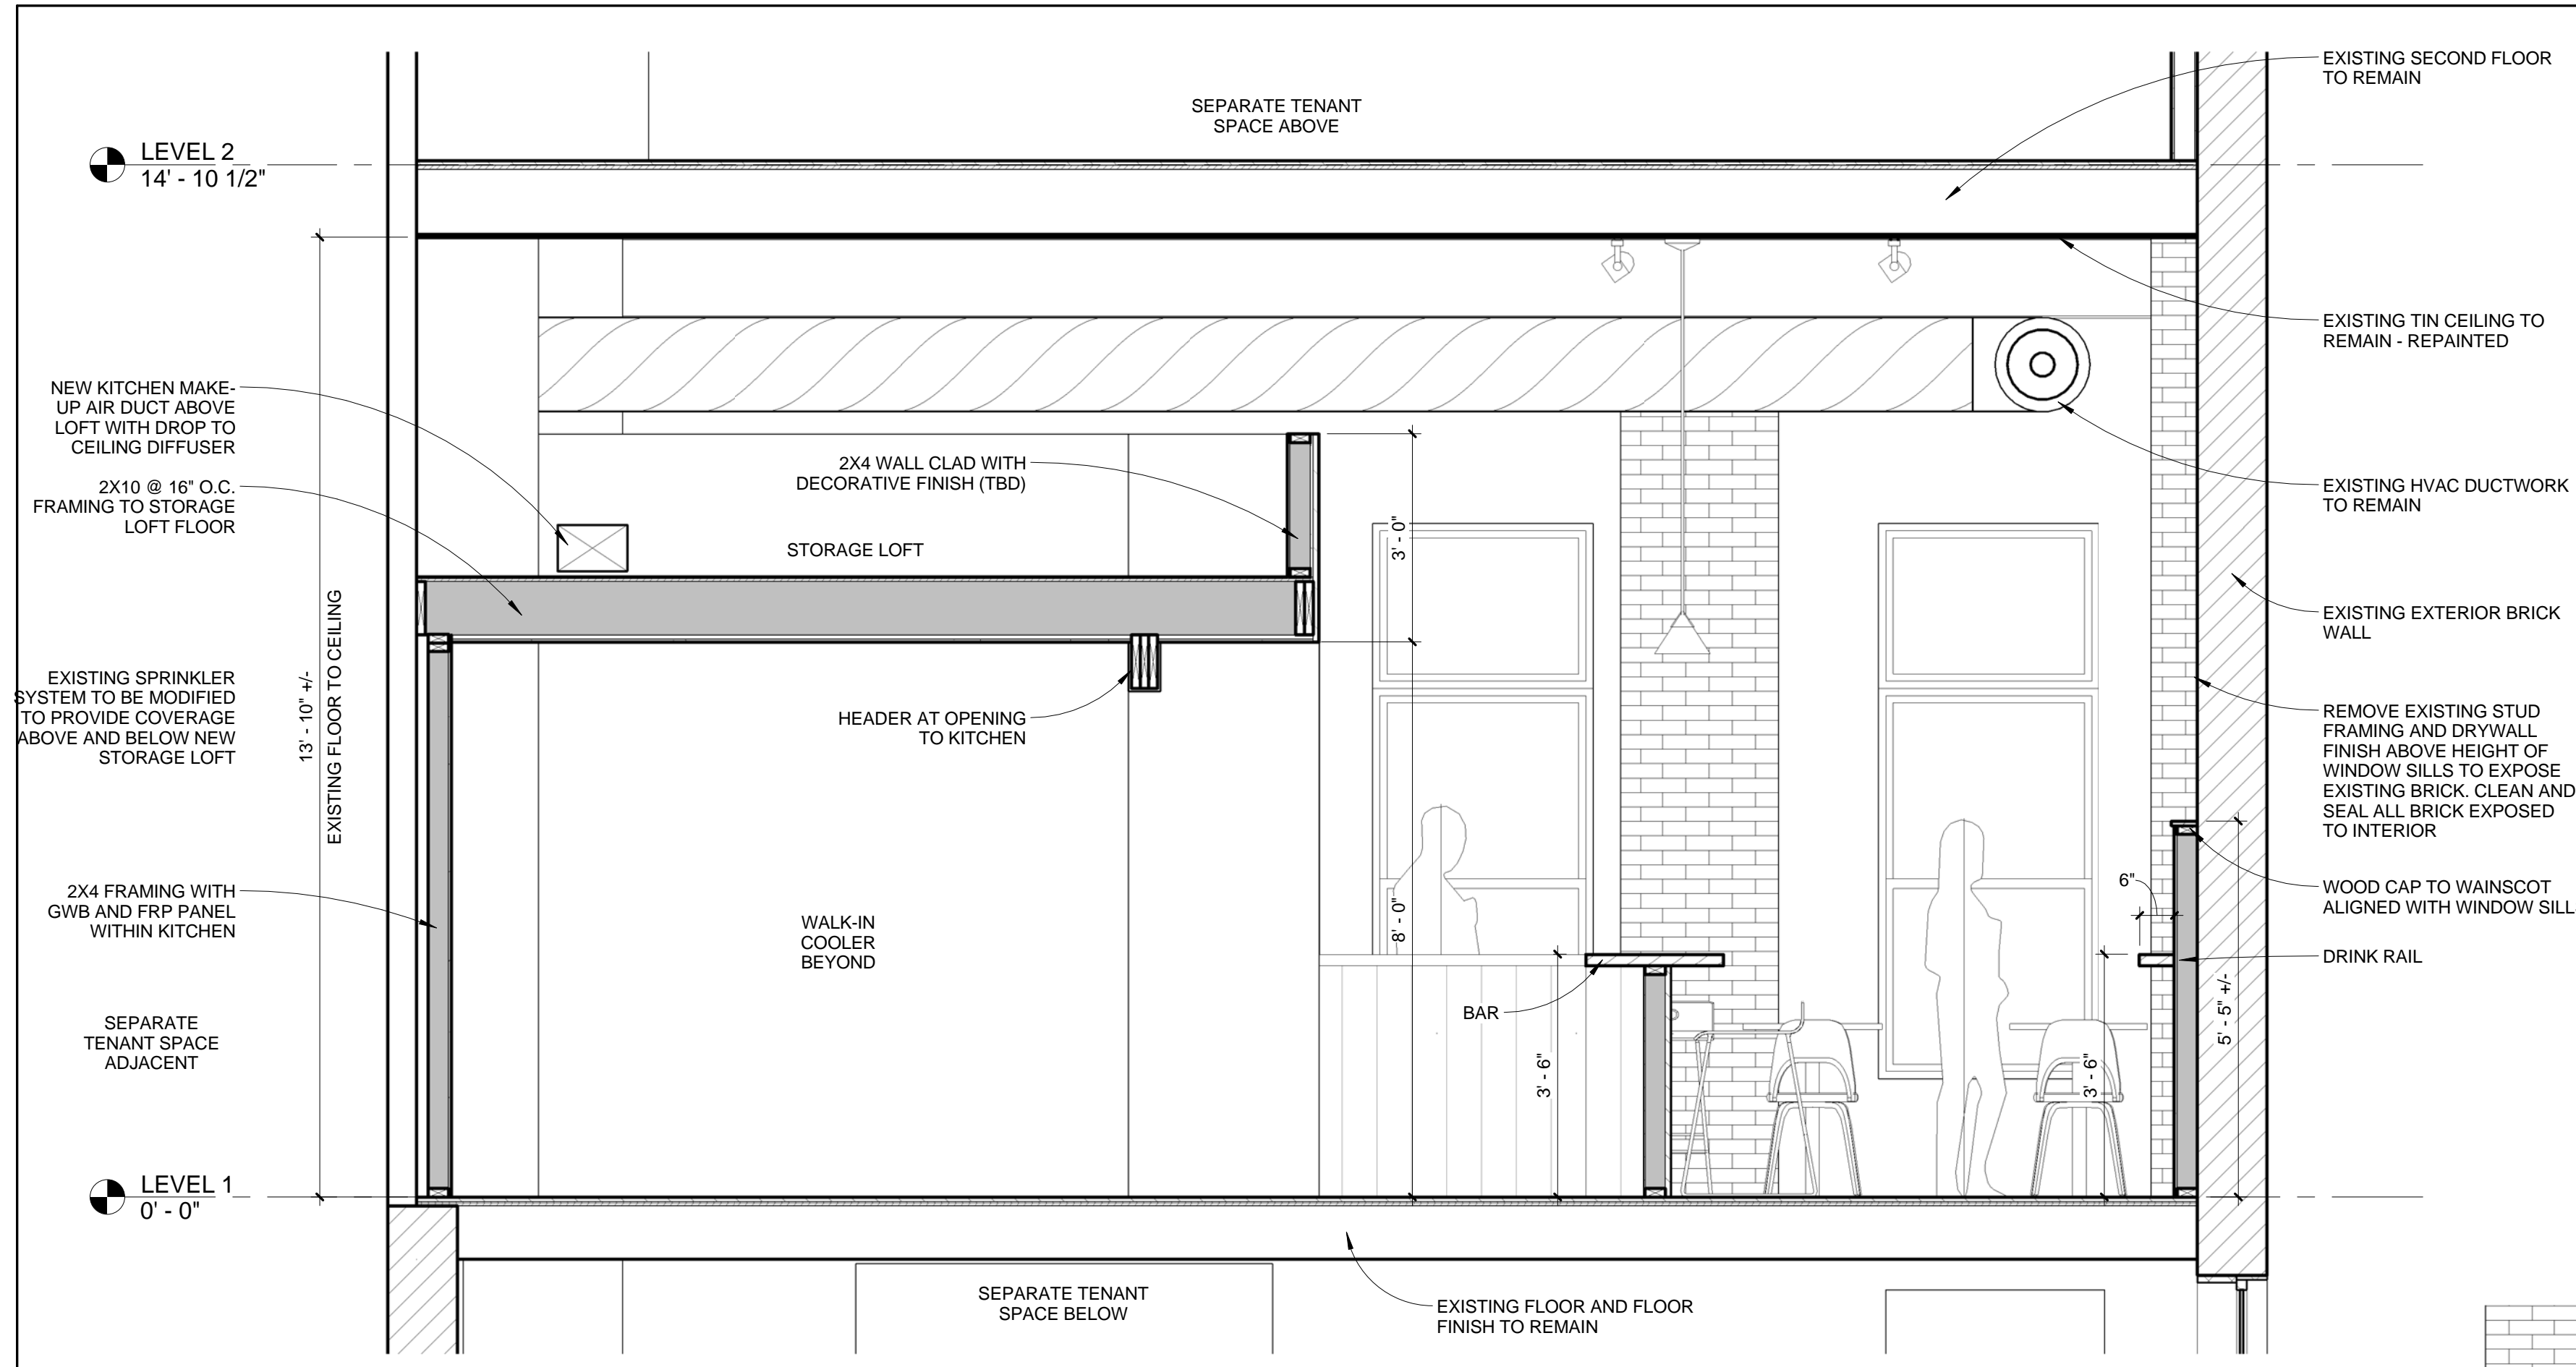 SEPARATE TENANT
SPACE ABOVE
LEVEL 2
14' - 10 1/2"
EXISTING SECOND FLOOR
TO REMAIN
EXISTING TIN CEILING TO
REMAIN - REPAINTED
EXISTING HVAC DUCTWORK
TO REMAIN
EXISTING EXTERIOR BRICK
WALL
REMOVE EXISTING STUD
FRAMING AND DRYWALL
FINISH ABOVE HEIGHT OF
WINDOW SILLS TO EXPOSE
EXISTING BRICK. CLEAN AND
SEAL ALL BRICK EXPOSED
TO INTERIOR
WOOD CAP TO WAINSCOT
ALIGNED WITH WINDOW SILL
DRINK RAIL
NEW KITCHEN MAKE-
UP AIR DUCT ABOVE
LOFT WITH DROP TO
CEILING DIFFUSER
2X10 @ 16" O.C.
FRAMING TO STORAGE
LOFT FLOOR
EXISTING SPRINKLER
SYSTEM TO BE MODIFIED
TO PROVIDE COVERAGE
ABOVE AND BELOW NEW
STORAGE LOFT
2X4 FRAMING WITH
GWB AND FRP PANEL
WITHIN KITCHEN
SEPARATE
TENANT SPACE
ADJACENT
13' - 10" +/-
EXISTING FLOOR TO CEILING
2X4 WALL CLAD WITH
DECORATIVE FINISH (TBD)
STORAGE LOFT
HEADER AT OPENING
TO KITCHEN
WALK-IN
COOLER
BEYOND
3' - 0"
8' - 0"
BAR
3' - 6"
3' - 6"
6"
5' - 5" +/-
LEVEL 1
0' - 0"
SEPARATE TENANT
SPACE BELOW
EXISTING FLOOR AND FLOOR
FINISH TO REMAIN